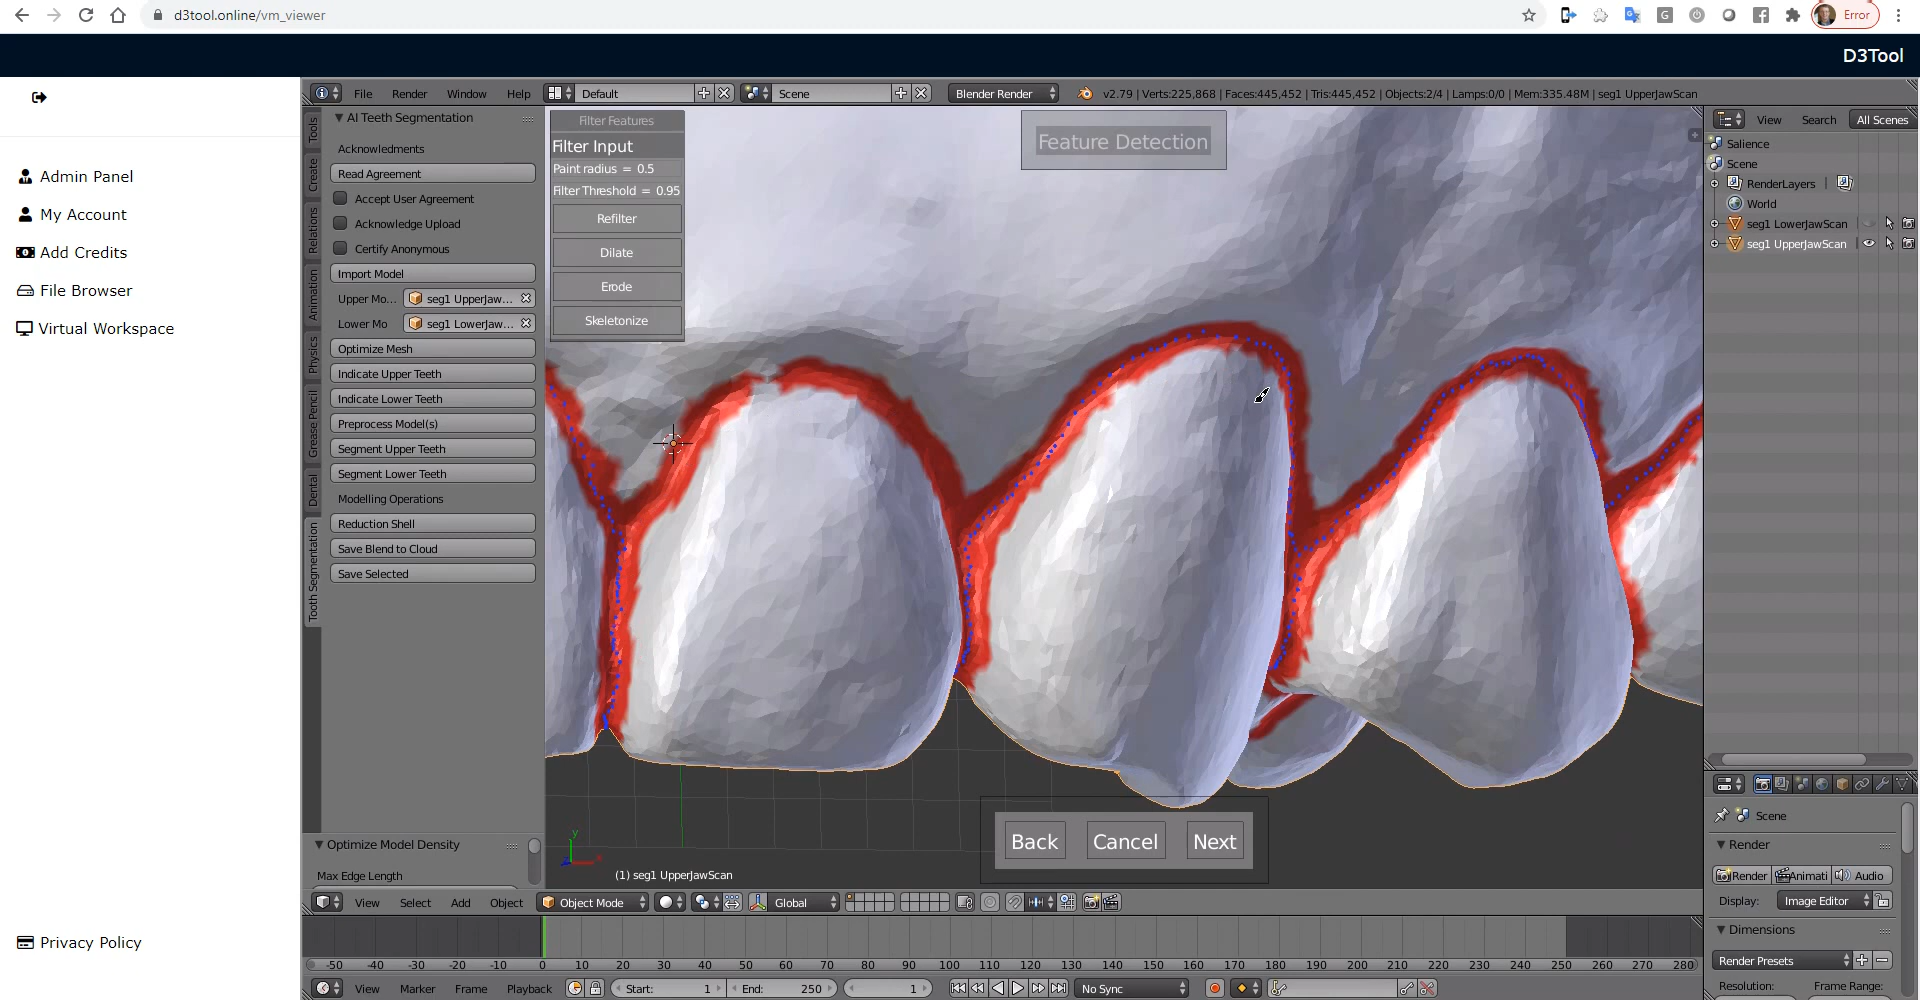 d3tool.online/vm_viewer
Error
D3Tool
Admin Panel
My Account
Add Credits
File Browser
Virtual Workspace
Privacy Policy
File Render Window Help Default Scene Blender Render v2.79 | Verts:225,868 | Faces:445,452 | Tris:445,452 | Objects:2/4 | Lamps:0/0 | Mem:335.48M | seg1 UpperJawScan
Tools
Create
Relations
Animation
Physics
Grease Pencil
Dental
Tooth Segmentation
AI Teeth Segmentation
Acknowledments
Read Agreement
Accept User Agreement
Acknowledge Upload
Certify Anonymous
Import Model
Upper Mo... seg1 UpperJaw...
Lower Mo seg1 LowerJaw...
Optimize Mesh
Indicate Upper Teeth
Indicate Lower Teeth
Preprocess Model(s)
Segment Upper Teeth
Segment Lower Teeth
Modelling Operations
Reduction Shell
Save Blend to Cloud
Save Selected
Optimize Model Density
Max Edge Length
Filter Features
Filter Input
Paint radius = 0.5
Filter Threshold = 0.95
Refilter
Dilate
Erode
Skeletonize
Feature Detection
Back Cancel Next
y
(1) seg1 UpperJawScan
View Select Add Object Object Mode Global
-50 -40 -30 -20 -10 0 10 20 30 40 50 60 70 80 90 100 110 120 130 140 150 160 170 180 190 200 210 220 230 240 250 260 270 280
View Marker Frame Playback Start: 1 End: 250 1 No Sync
View Search All Scenes
Salience
Scene
RenderLayers
World
seg1 LowerJawScan
seg1 UpperJawScan
Scene
Render
Render Animati Audio
Display: Image Editor
Dimensions
Render Presets
Resolution: Frame Range: